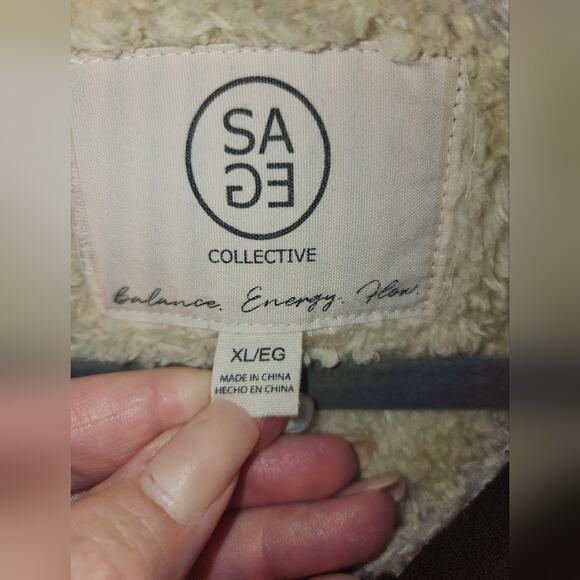 SA
GE
COLLECTIVE
balance. Energy. Flow.
XL/EG
MADE IN CHINA
HECHO EN CHINA